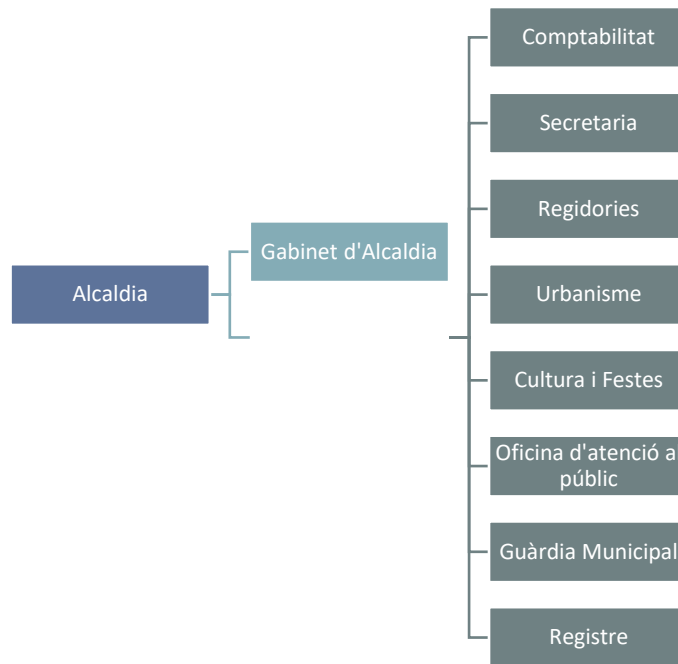 Comptabilitat
Secretaria
Regidories
Gabinet d'Alcaldia
Alcaldia
Urbanisme
Cultura i Festes
Oficina d'atenció a
públic
Guàrdia Municipal
Registre